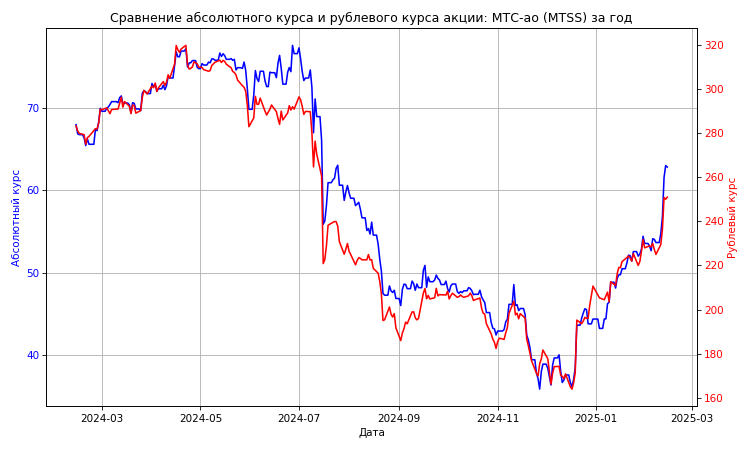 Сравнение абсолютного курса и рублевого курса акции: МТС-ао (MTSS) за год
Абсолютный курс
70
60
50
40
320
300
280
260
240
220
200
180
160
Рублевый курс
2024-03 2024-05 2024-07 2024-09 2024-11 2025-01 2025-03
Дата